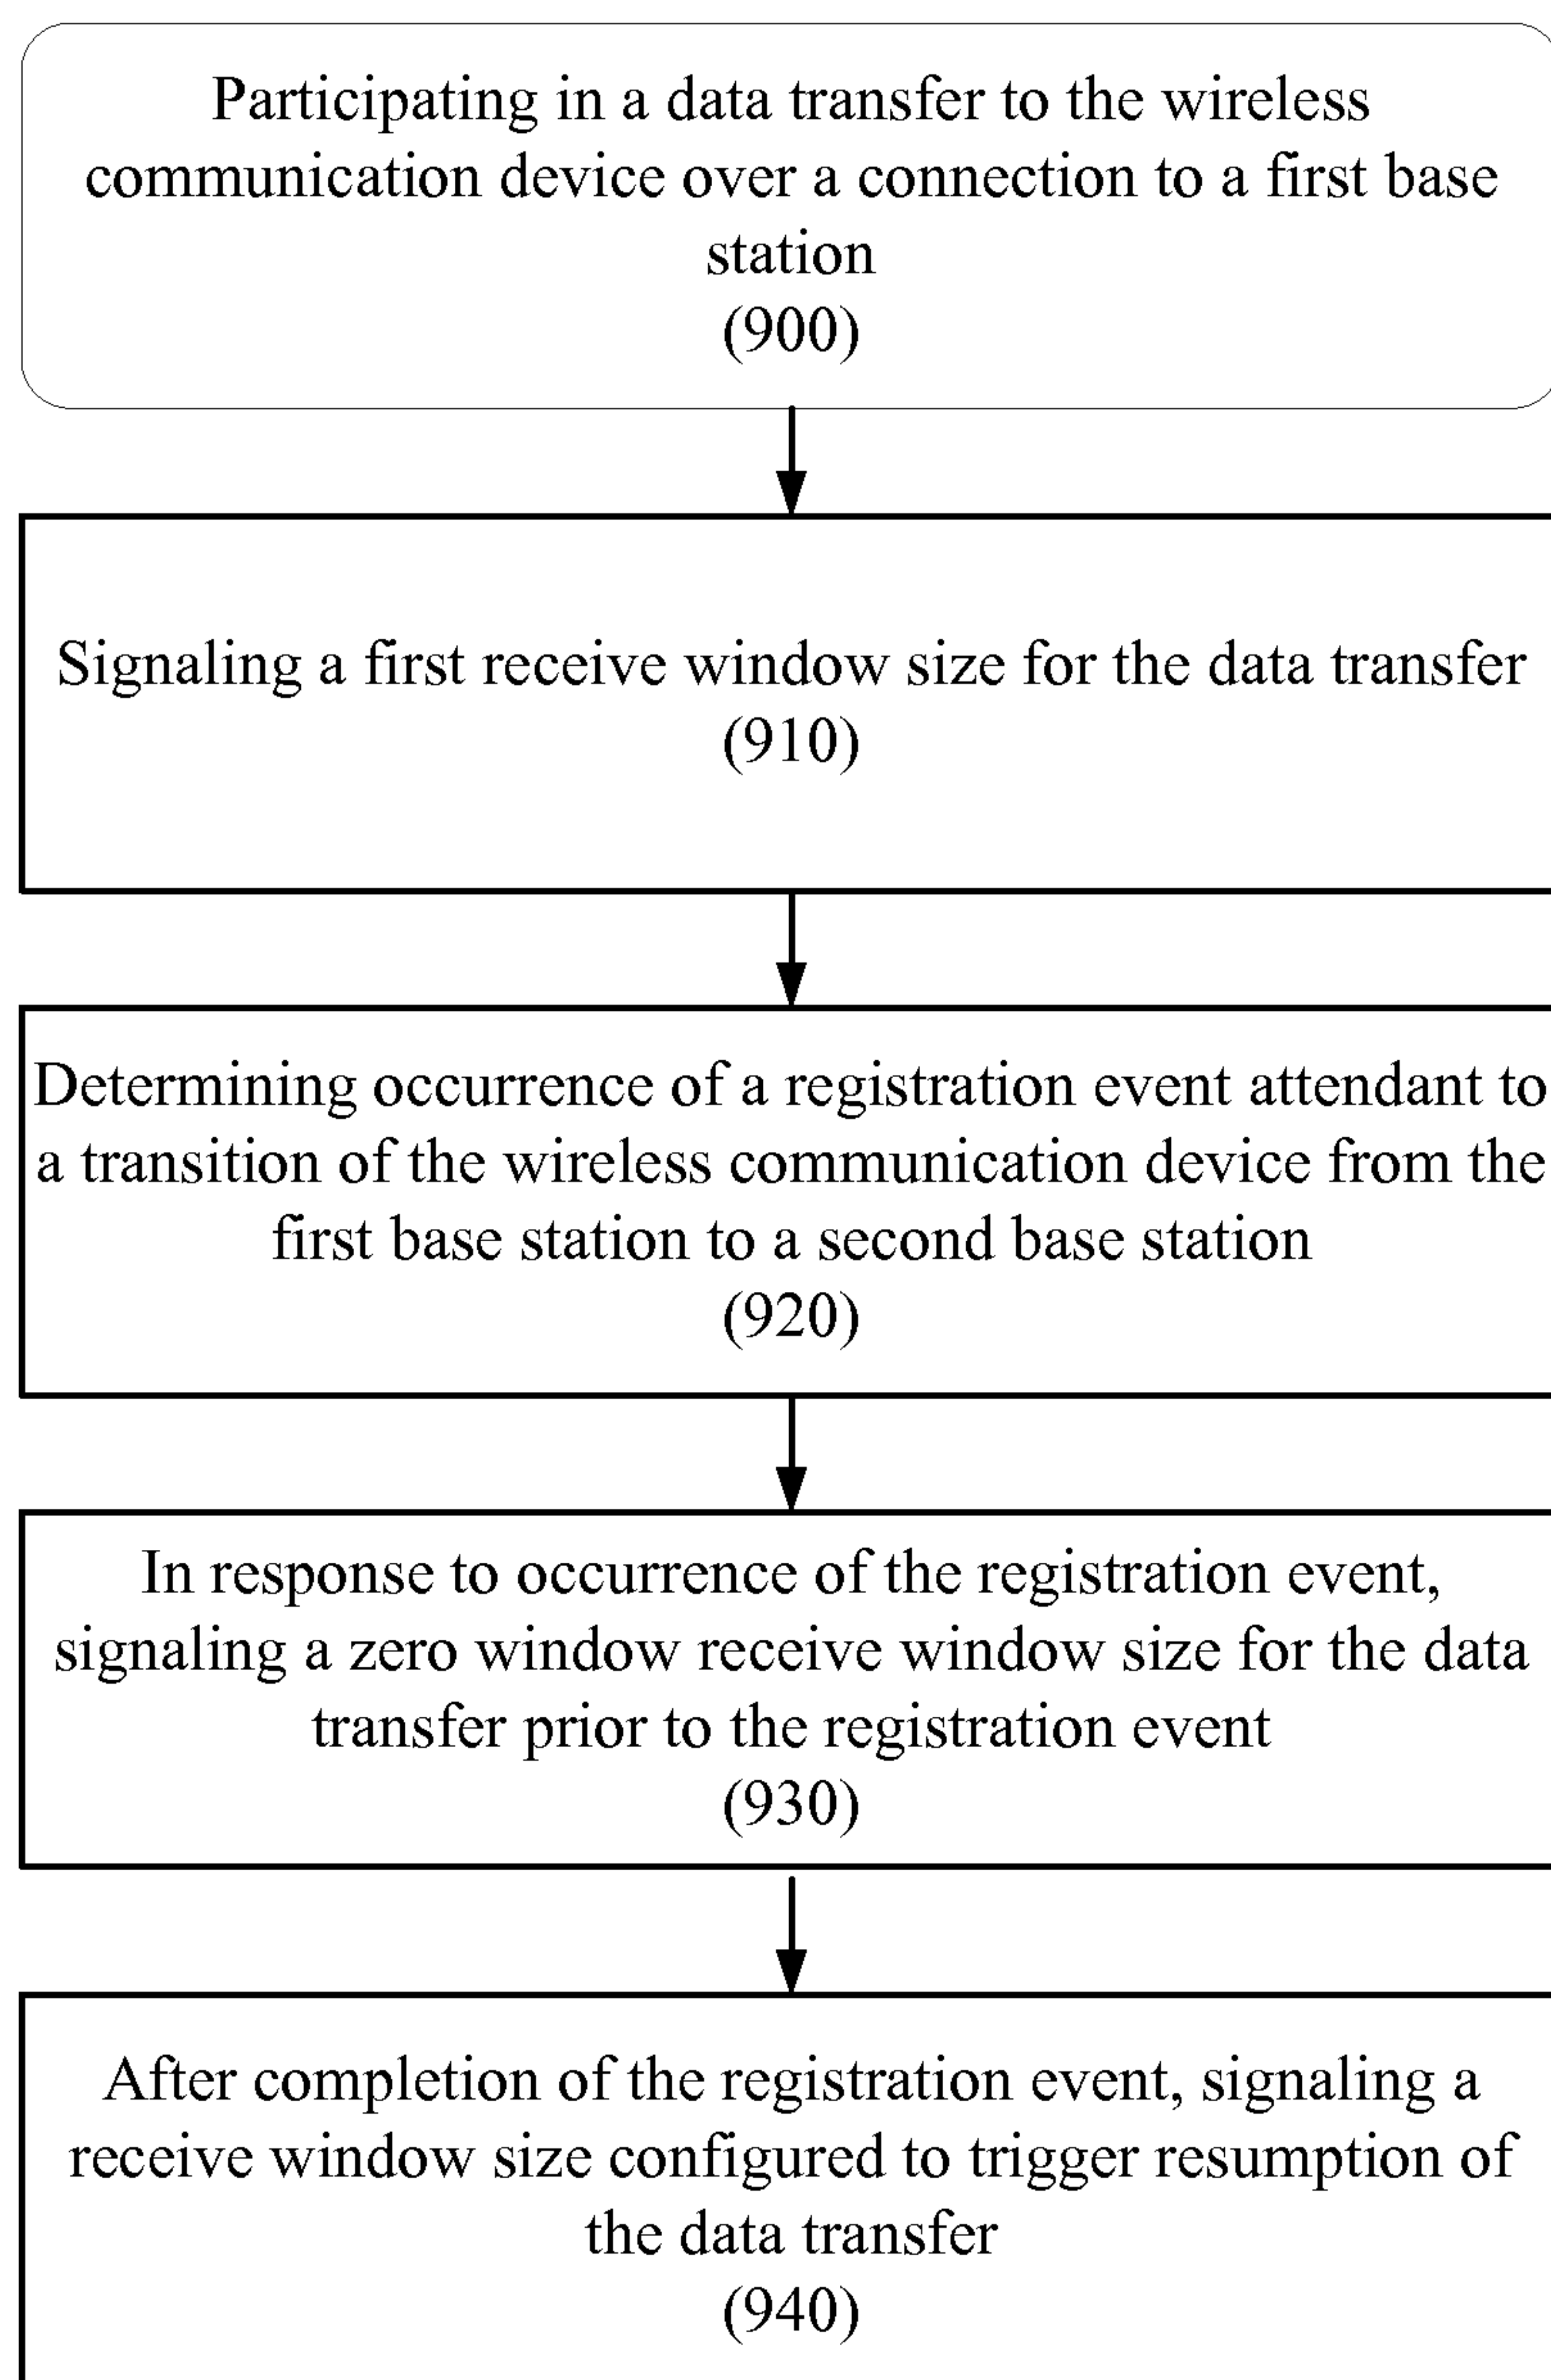 Participating in a data transfer to the wireless
communication device over a connection to a first base
station
(900)
Signaling a first receive window size for the data transfer
(910)
Determining occurrence of a registration event attendant to
a transition of the wireless communication device from the
first base station to a second base station
(920)
In response to occurrence of the registration event,
signaling a zero window receive window size for the data
transfer prior to the registration event
(930)
After completion of the registration event, signaling a
receive window size configured to trigger resumption of
the data transfer
(940)